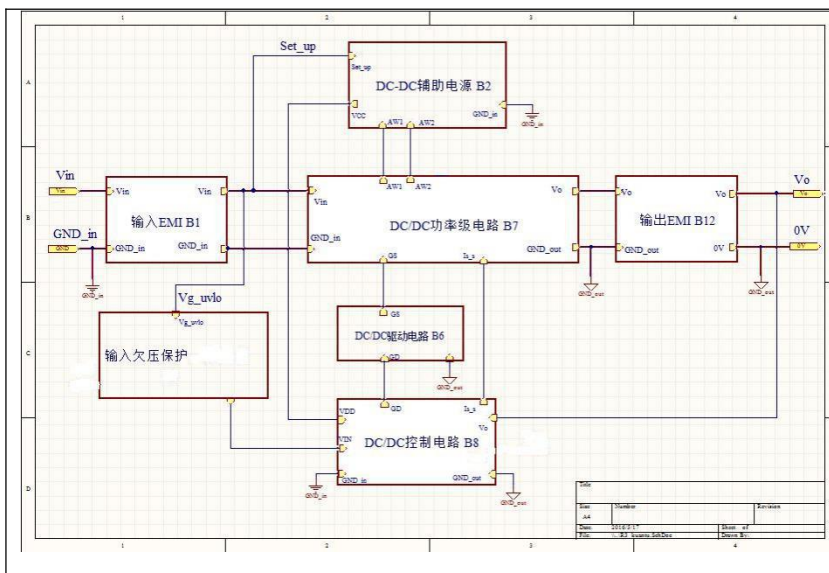 1 2 3 4
A
Set_up
Set_up
DC-DC辅助电源 B2
VCC
GND_in
GND_in
AW1 AW2
Vin
Vin
Vin
Vin
输入EMI B1
GND_in
GND
GND_in
GND_in
GND_in
B
AW1 AW2
Vin
DC/DC功率级电路 B7
GND_in
Vo
GND_out
GS
Is_s
GND_out
Vo
输出EMI B12
GND_out
Vo
0V
Vo
Vo
0V
0V
GND_out
Vg_uvlo
Vg_uvlo
输入欠压保护
C
GS
DC/DC驱动电路 B6
GD
GND_out
GD
Is_s
VDD
Vo
VIN
DC/DC控制电路 B8
GND_in
GND_out
GND_in
GND_out
D
Title
Size Number Revision
A4
Date: 2016/3/17 Sheet of
File: Drawn By:
1 2 3 4